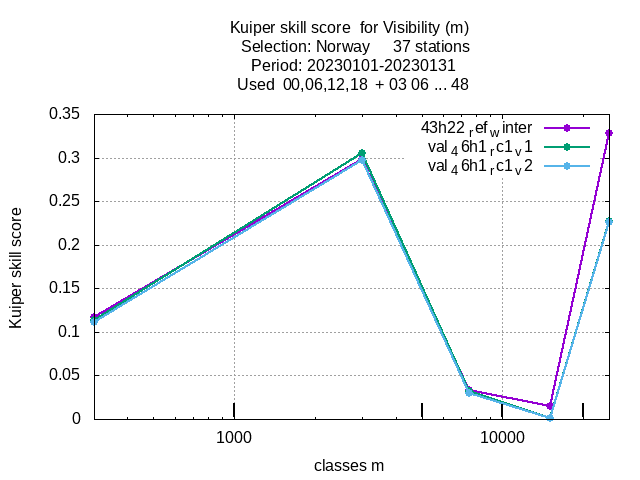 Kuiper skill score  for Visibility (m)
Selection: Norway     37 stations
Period: 20230101-20230131
Used  00,06,12,18  + 03 06 ... 48
43h22_ref_winter
val_46h1_rc1_v1
val_46h1_rc1_v2
0.35
0.3
0.25
0.2
0.15
0.1
0.05
0
Kuiper skill score
1000
10000
classes m